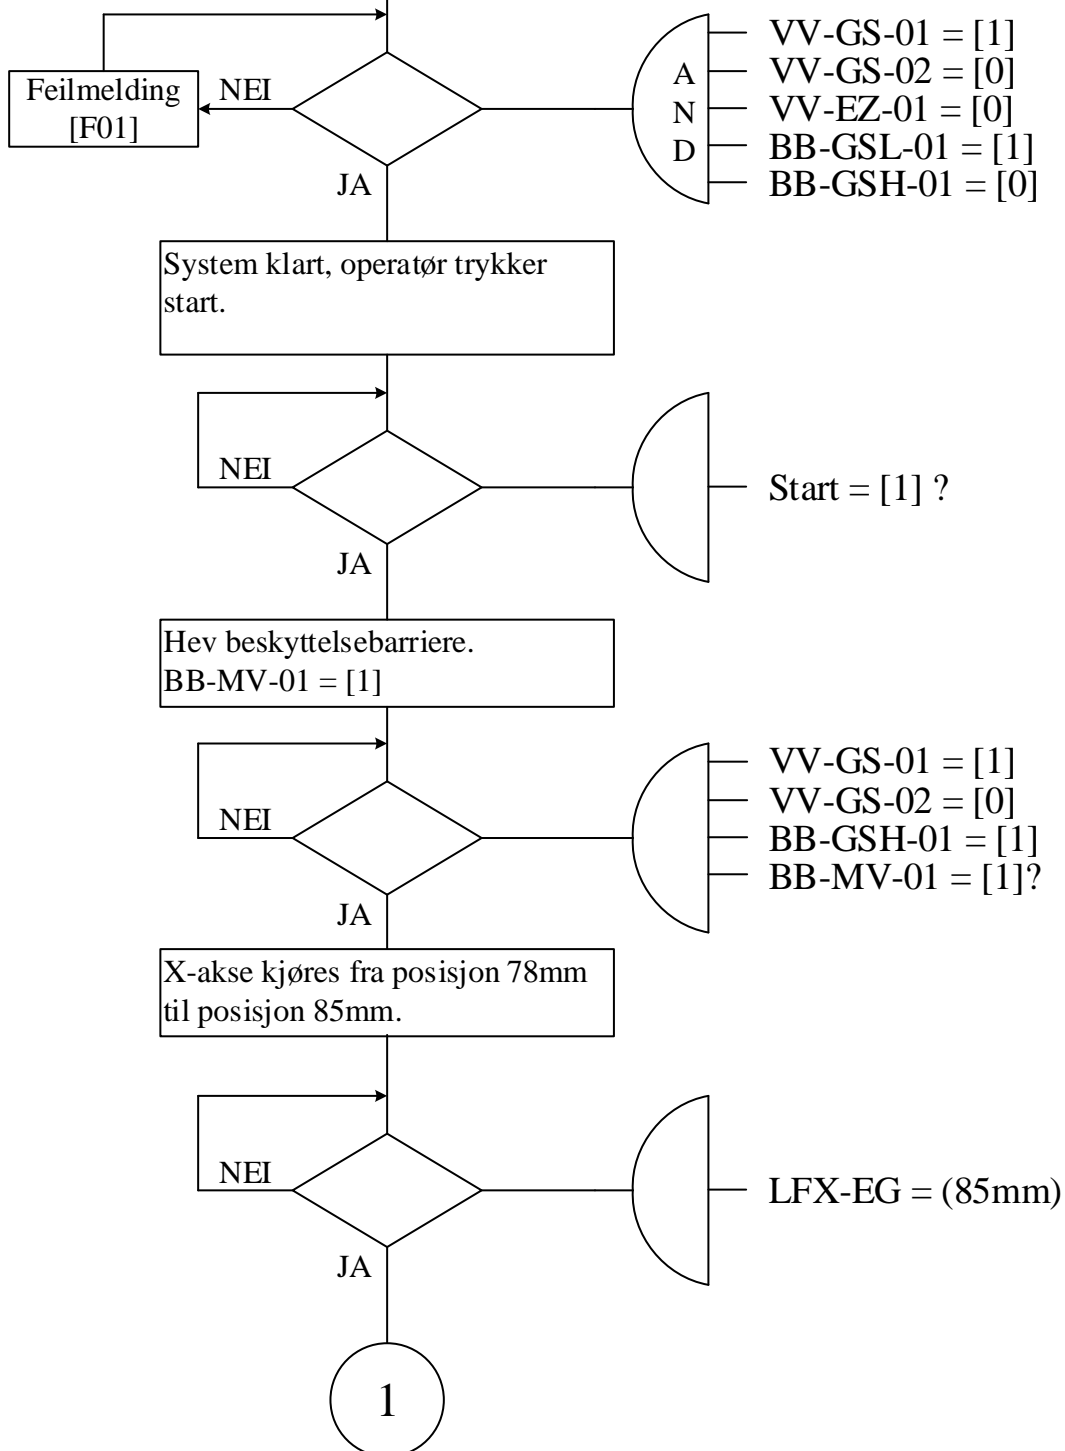 Feilmelding
[F01]
NEI
JA
A
N
D
VV-GS-01 = [1]
VV-GS-02 = [0]
VV-EZ-01 = [0]
BB-GSL-01 = [1]
BB-GSH-01 = [0]
System klart, operatør trykker
start.
NEI
JA
Start = [1] ?
Hev beskyttelsebarriere.
BB-MV-01 = [1]
NEI
JA
VV-GS-01 = [1]
VV-GS-02 = [0]
BB-GSH-01 = [1]
BB-MV-01 = [1]?
X-akse kjøres fra posisjon 78mm
til posisjon 85mm.
NEI
JA
LFX-EG = (85mm)
1